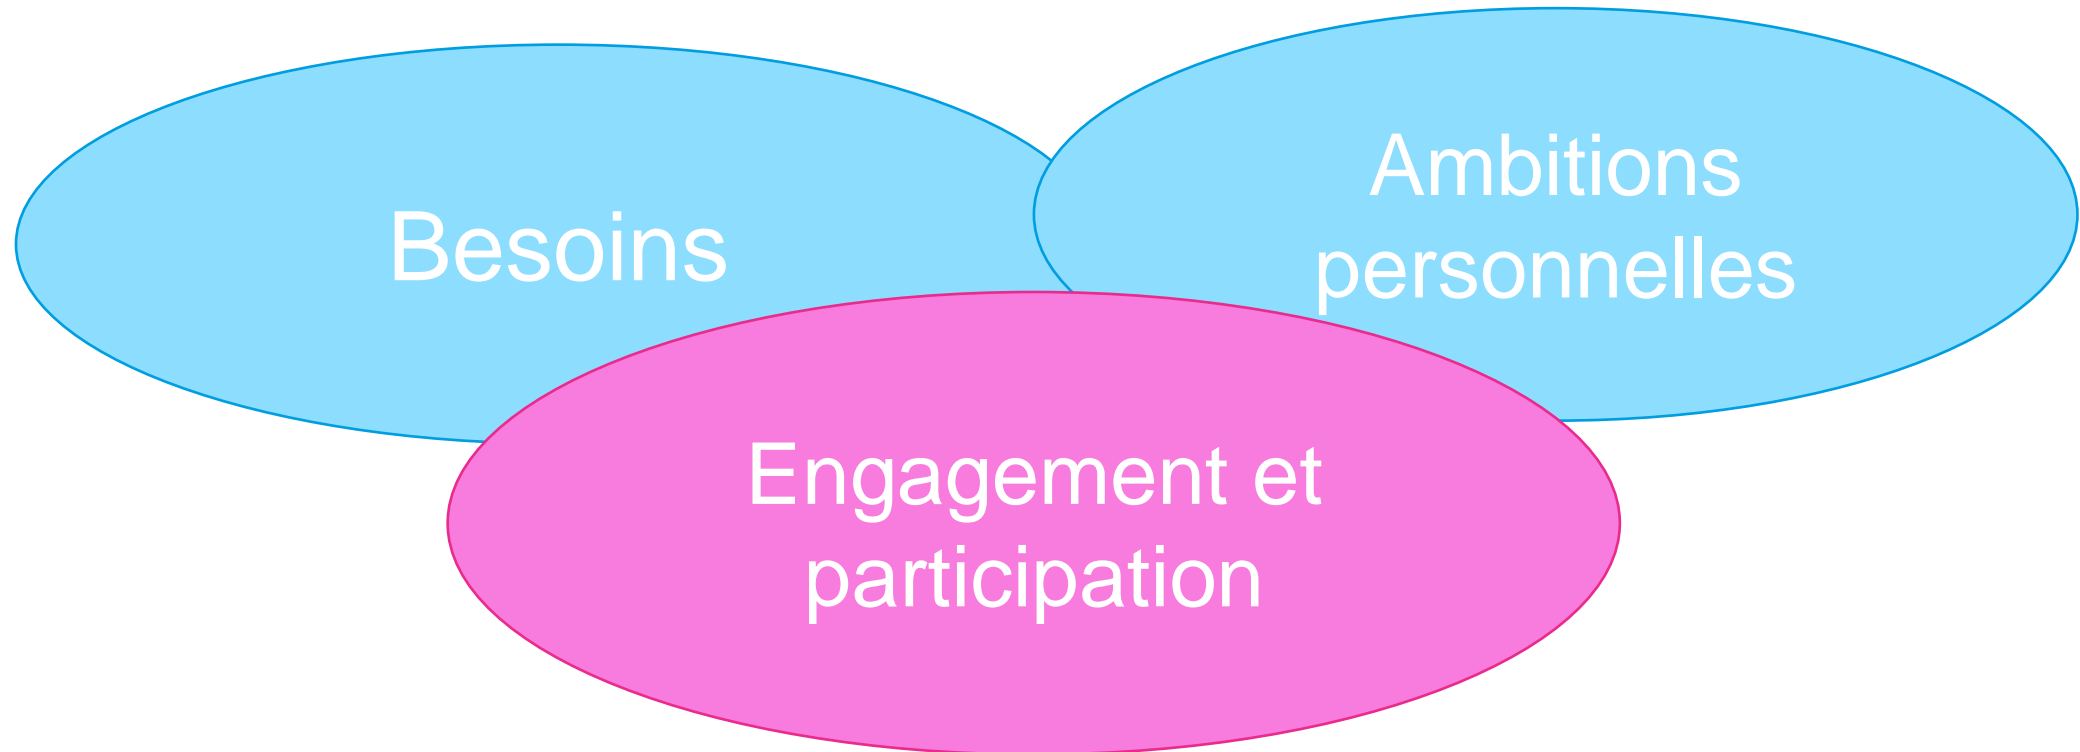 Besoins
Ambitions
personnelles
Engagement et
participation